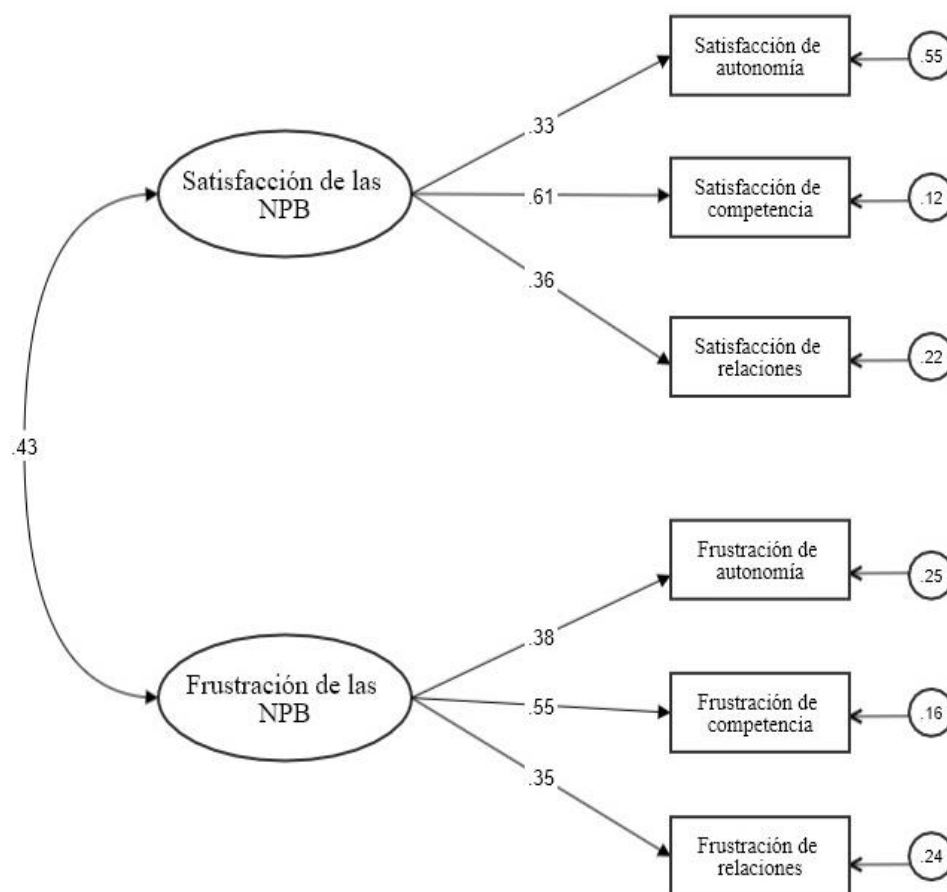 Satisfacción de
autonomía
.55
.33
Satisfacción de las
NPB
.61
Satisfacción de
competencia
.12
.36
Satisfacción de
relaciones
.22
.43
Frustración de
autonomía
.25
.38
Frustración de las
NPB
.55
Frustración de
competencia
.16
.35
Frustración de
relaciones
.24